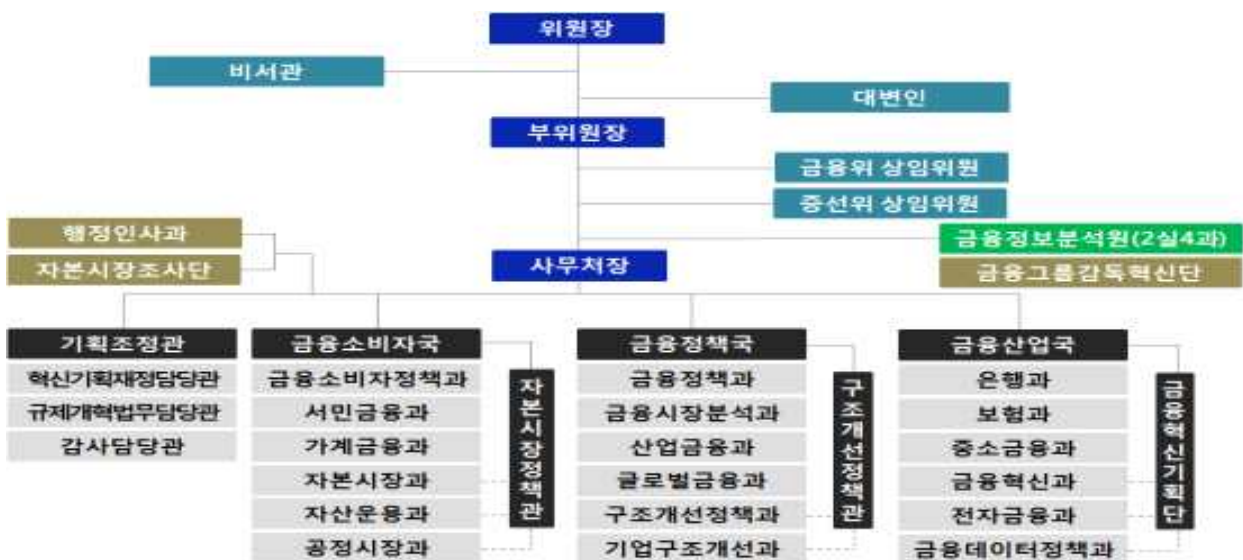 위원장
비서관
대변인
부위원장
금융위 상임위원
증선위 상임위원
행정인사과
금융정보분석원(2실4과)
자본시장조사단
사무처장
금융그룹감독혁신단
기획조정관
혁신기획재정담당관
규제개혁법무담당관
감사담당관
금융소비자국
금융소비자정책과
서민금융과
가계금융과
자본시장과
자산운용과
공정시장과
자본시장정책관
금융정책국
금융정책과
금융시장분석과
산업금융과
글로벌금융과
구조개선정책과
기업구조개선과
구조개선정책관
금융산업국
은행과
보험과
중소금융과
금융혁신과
전자금융과
금융데이터정책과
금융혁신기획단